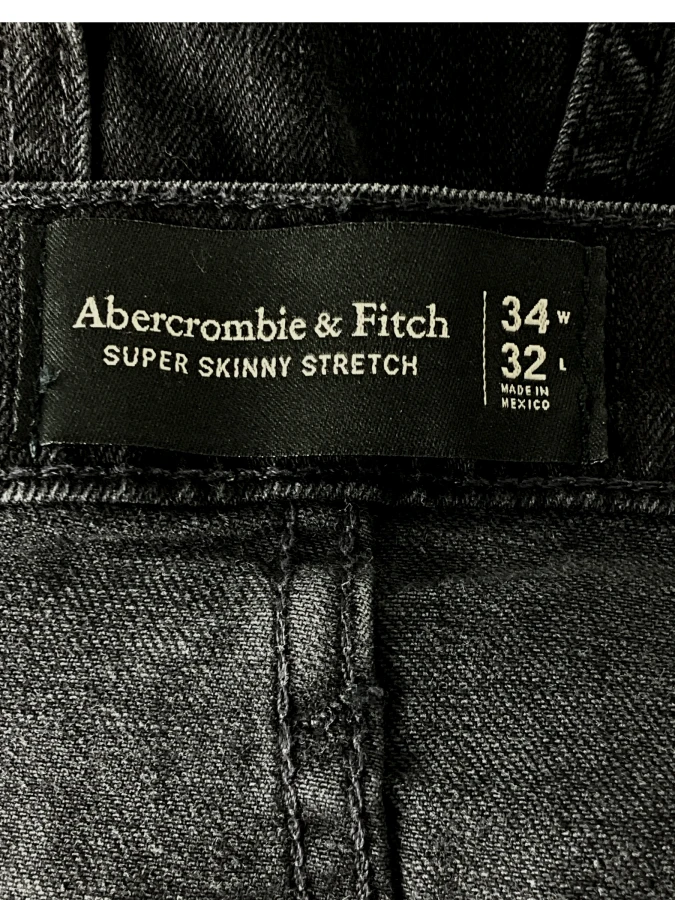 Abercrombie & Fitch
SUPER SKINNY STRETCH
34 W
32 L
MADE IN
MEXICO